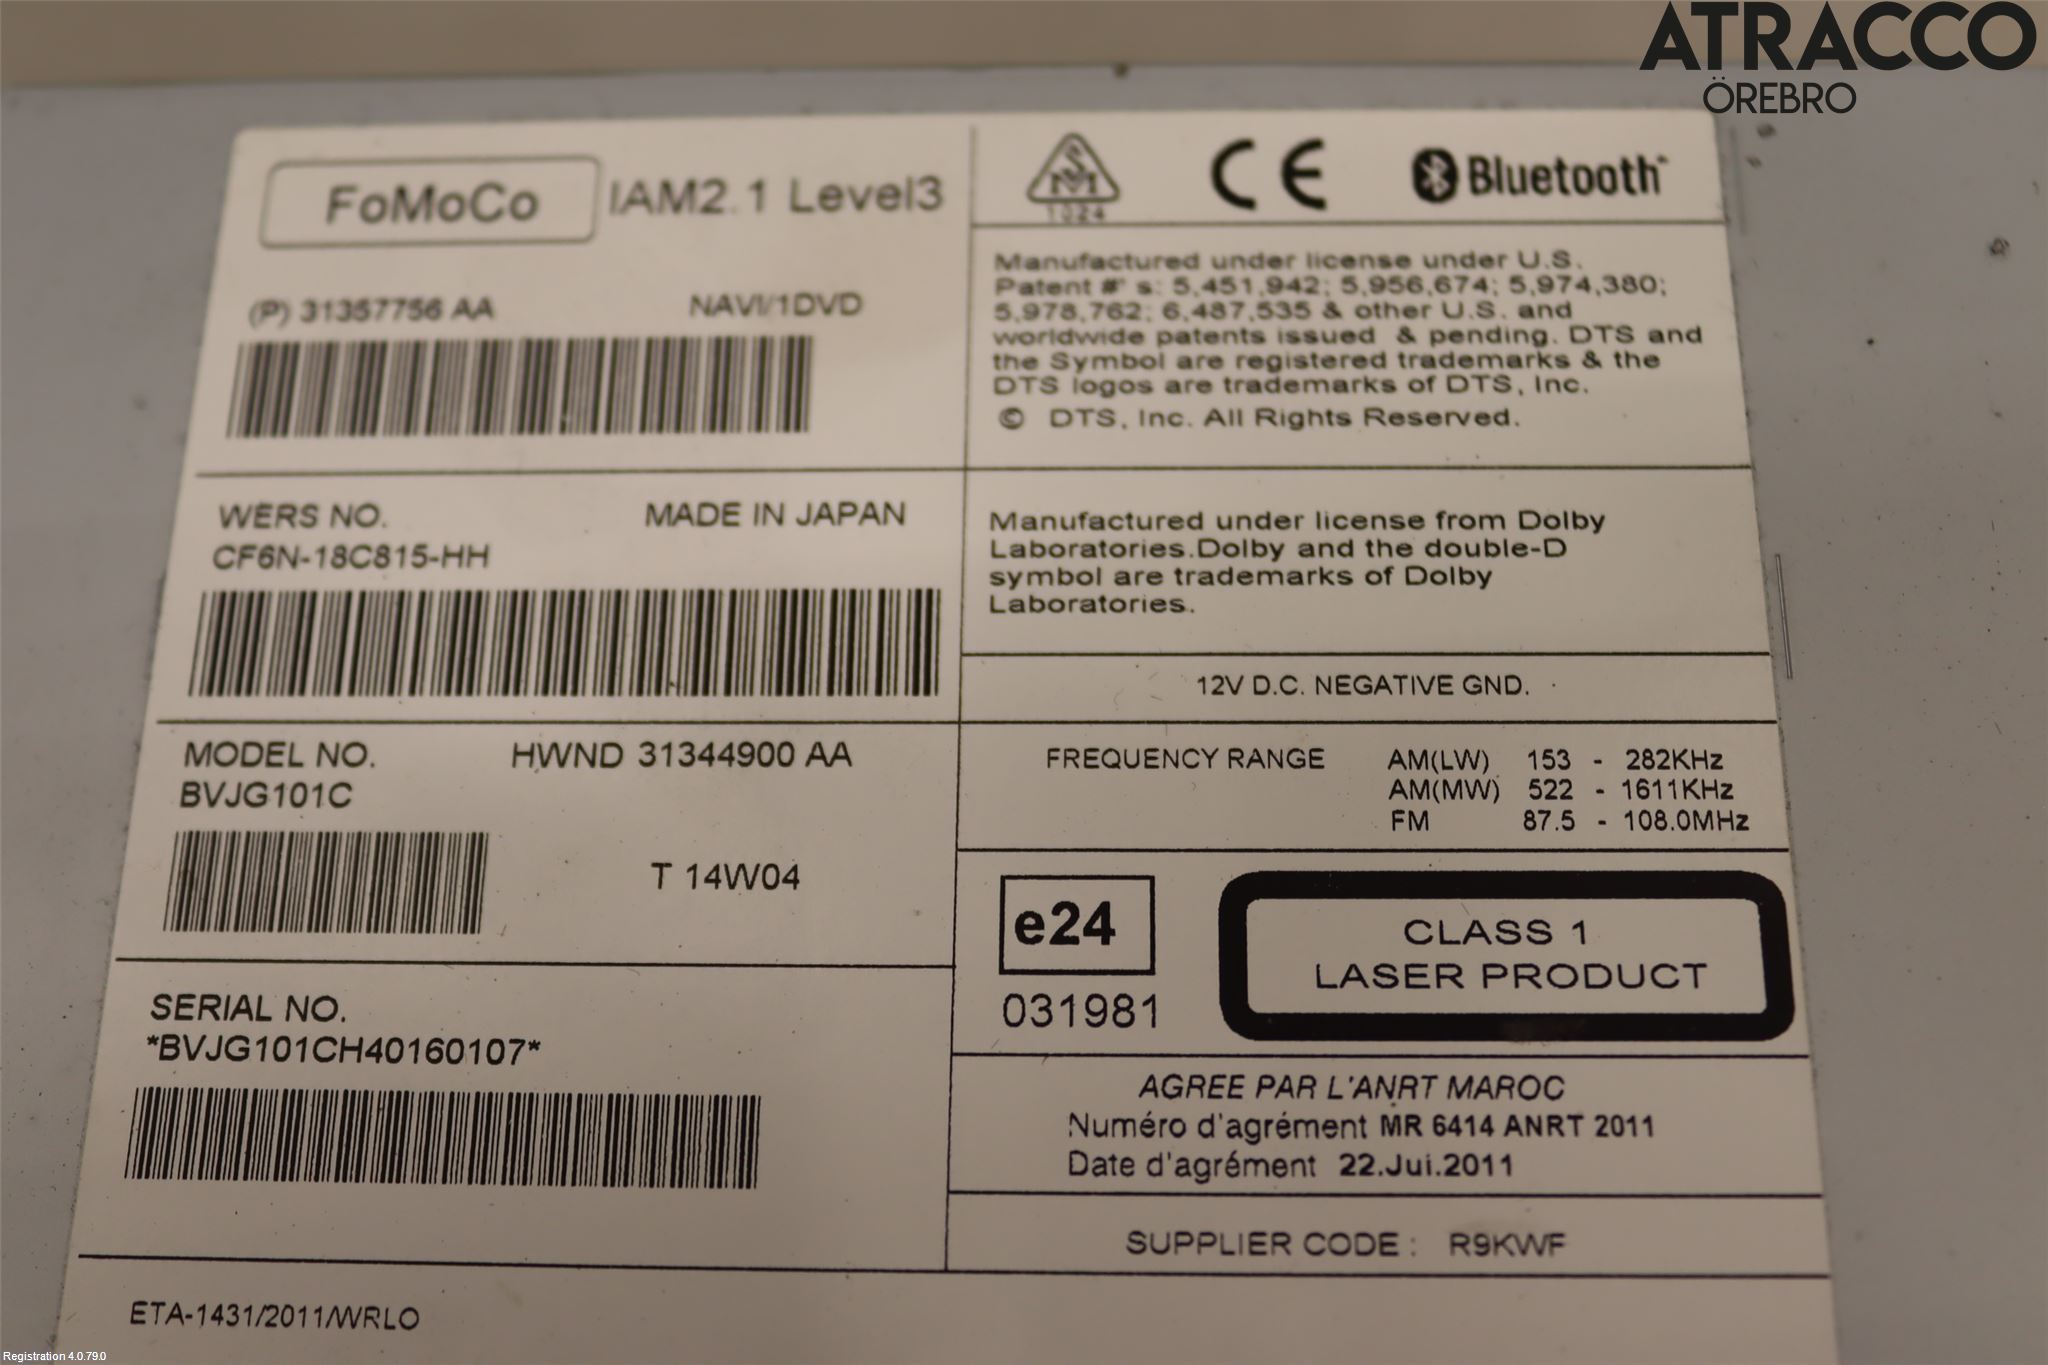 ATRACCO
ÖREBRO
FoMoCo IAM2.1 Level3
(P) 31357756 AA NAVI/1DVD
WERS NO. MADE IN JAPAN
CF6N-18C815-HH
MODEL NO. HWND 31344900 AA
BVJG101C
T 14W04
SERIAL NO.
*BVJG101CH40160107*
ETA-1431/2011/WRLO
S
M
1024
CE Bluetooth
Manufactured under license under U.S.
Patent #' s: 5,451,942; 5,956,674; 5,974,380;
5,978,762; 6,487,535 & other U.S. and
worldwide patents issued & pending. DTS and
the Symbol are registered trademarks & the
DTS logos are trademarks of DTS, Inc.
© DTS, Inc. All Rights Reserved.
Manufactured under license from Dolby
Laboratories.Dolby and the double-D
symbol are trademarks of Dolby
Laboratories.
12V D.C. NEGATIVE GND.
FREQUENCY RANGE AM(LW) 153 - 282KHz
AM(MW) 522 - 1611KHz
FM 87.5 - 108.0MHz
e24
031981
CLASS 1
LASER PRODUCT
AGREE PAR L'ANRT MAROC
Numéro d'agrément MR 6414 ANRT 2011
Date d'agrément 22.Jui.2011
SUPPLIER CODE : R9KWF
Registration 4.0.79.0